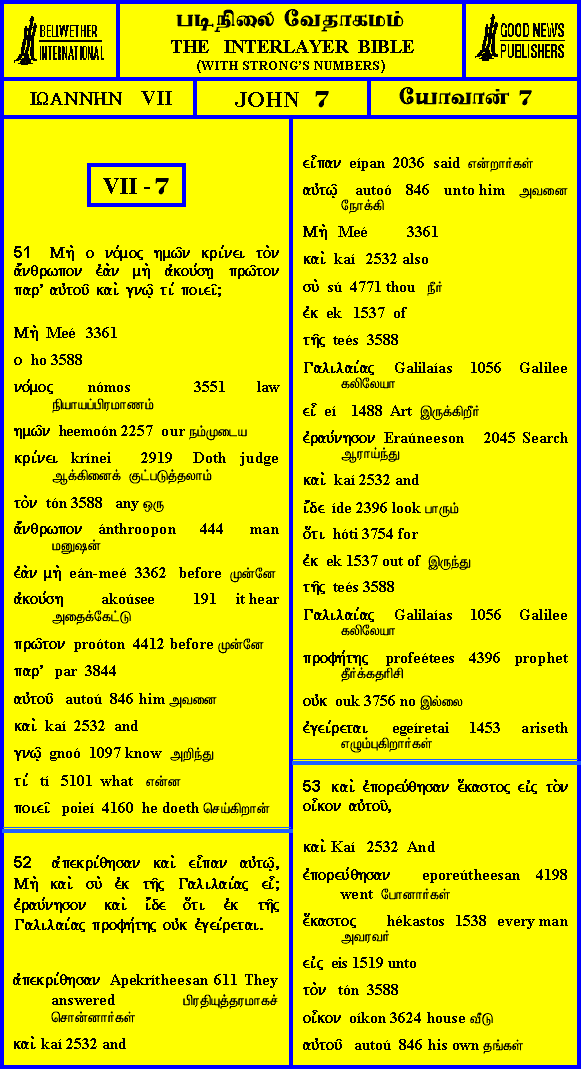 BELLWETHER
INTERNATIONAL
படிநிலை வேதாகமம்
THE INTERLAYER BIBLE
(WITH STRONG'S NUMBERS)
GOOD NEWS
PUBLISHERS
ΙΩΑΝΝΗΝ VII
JOHN 7
யோவான் 7
VII - 7
51 Μὴ ο νόμος ημῶν κρίνει τὸν
ἄνθρωπον ἐὰν μὴ ἀκούσῃ πρῶτον
παρ' αὐτοῦ καὶ γνῷ τί ποιεῖ;
Μὴ Meé 3361
ο ho 3588
νόμος nómos 3551 law
நியாயப்பிரமாணம்
ημῶν heemoón 2257 our நம்முடைய
κρίνει krínei 2919 Doth judge
ஆக்கினைக் குட்படுத்தலாம்
τὸν tón 3588 any ஒரு
ἄνθρωπον ánthroopon 444 man
மனுஷன்
ἐὰν μὴ eán-meé 3362 before முன்னே
ἀκούσῃ akoúsee 191 it hear
அதைக்கேட்டு
πρῶτον proóton 4412 before முன்னே
παρ' par 3844
αὐτοῦ autoú 846 him அவனை
καὶ kaí 2532 and
γνῷ gnoó 1097 know அறிந்து
τί tí 5101 what என்ன
ποιεῖ poieí 4160 he doeth செய்கிறான்
52 ἀπεκρίθησαν καὶ εἶπαν αὐτῷ,
Μὴ καὶ σὺ ἐκ τῆς Γαλιλαίας εἶ;
ἐραύνησον καὶ ἴδε ὅτι ἐκ τῆς
Γαλιλαίας προφήτης οὐκ ἐγείρεται.
ἀπεκρίθησαν Apekrítheesan 611 They
answered பிரதியுத்தரமாகச்
சொன்னார்கள்
καὶ kaí 2532 and
εἶπαν eípan 2036 said என்றார்கள்
αὐτῷ autoó 846 unto him அவனை
நோக்கி
Μὴ Meé 3361
καὶ kaí 2532 also
σὺ sú 4771 thou நீர்
ἐκ ek 1537 of
τῆς teés 3588
Γαλιλαίας Galilaías 1056 Galilee
கலிலேயா
εἶ eí 1488 Art இருக்கிறீர்
ἐραύνησον Eraúneeson 2045 Search
ஆராய்ந்து
καὶ kaí 2532 and
ἴδε íde 2396 look பாரும்
ὅτι hóti 3754 for
ἐκ ek 1537 out of இருந்து
τῆς teés 3588
Γαλιλαίας Galilaías 1056 Galilee
கலிலேயா
προφήτης profeétees 4396 prophet
தீர்க்கதரிசி
οὐκ ouk 3756 no இல்லை
ἐγείρεται egeíretai 1453 ariseth
எழும்புகிறார்கள்
53 καὶ ἐπορεύθησαν ἕκαστος εἰς τὸν
οἶκον αὐτοῦ,
καὶ Kaí 2532 And
ἐπορεύθησαν eporeútheesan 4198
went போனார்கள்
ἕκαστος hékastos 1538 every man
அவரவர்
εἰς eis 1519 unto
τὸν tón 3588
οἶκον oíkon 3624 house வீடு
αὐτοῦ autoú 846 his own தங்கள்